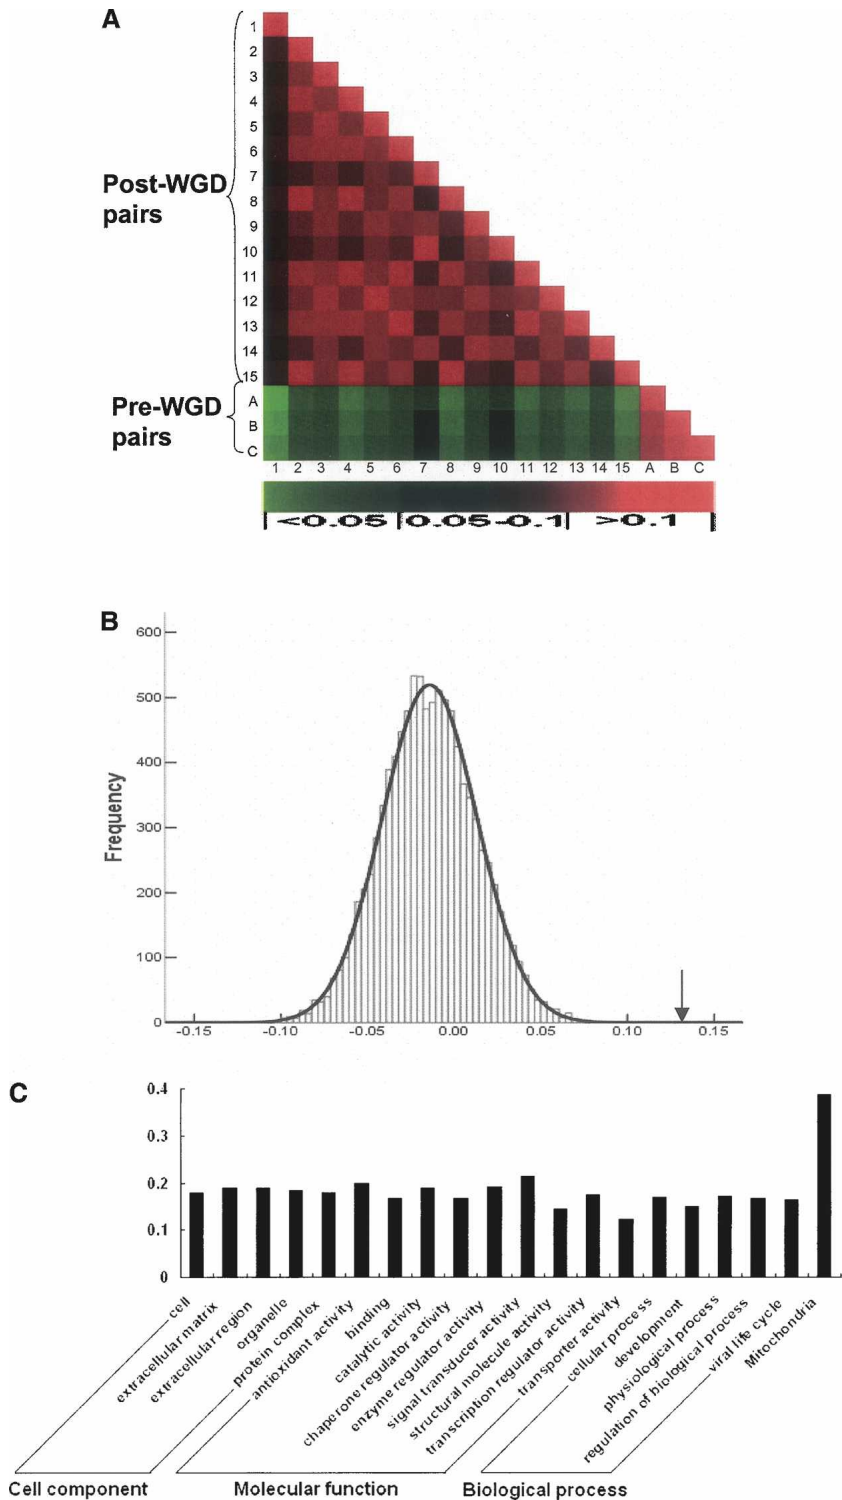 A
1
2
3
4
5
6
7
8
9
10
11
12
13
14
15
A
B
C
Post-WGD
pairs
Pre-WGD
pairs
1 2 3 4 5 6 7 8 9 10 11 12 13 14 15 A B C
<0.05 0.05-0.1 >0.1
B
600
500
400
300
200
100
0
Frequency
-0.15 -0.10 -0.05 0.00 0.05 0.10 0.15
C
0.4
0.3
0.2
0.1
0
cell
extracellular matrix
extracellular region
organelle
protein complex
antioxidant activity
binding
catalytic activity
chaperone regulator activity
enzyme regulator activity
signal transducer activity
structural molecule activity
transcription regulator activity
transporter activity
cellular process
development
physiological process
regulation of biological process
viral life cycle
Mitochondria
Cell component Molecular function Biological process